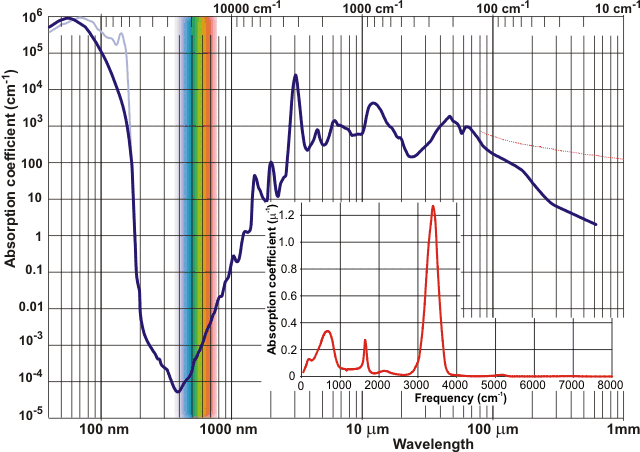 10000 cm⁻¹ 1000 cm⁻¹ 100 cm⁻¹ 10 cm⁻¹
Absorption coefficient (cm⁻¹)
10⁶
10⁶
10⁴
10³
100
10
1
0.1
0.01
10⁻³
10⁻⁴
10⁻⁵
100 nm 1000 nm 10 μm 100 μm 1mm
Wavelength
Absorption coefficient (μ⁻¹)
1.2
1.0
0.8
0.6
0.4
0.2
0
0 1000 2000 3000 4000 5000 6000 7000 8000
Frequency (cm⁻¹)